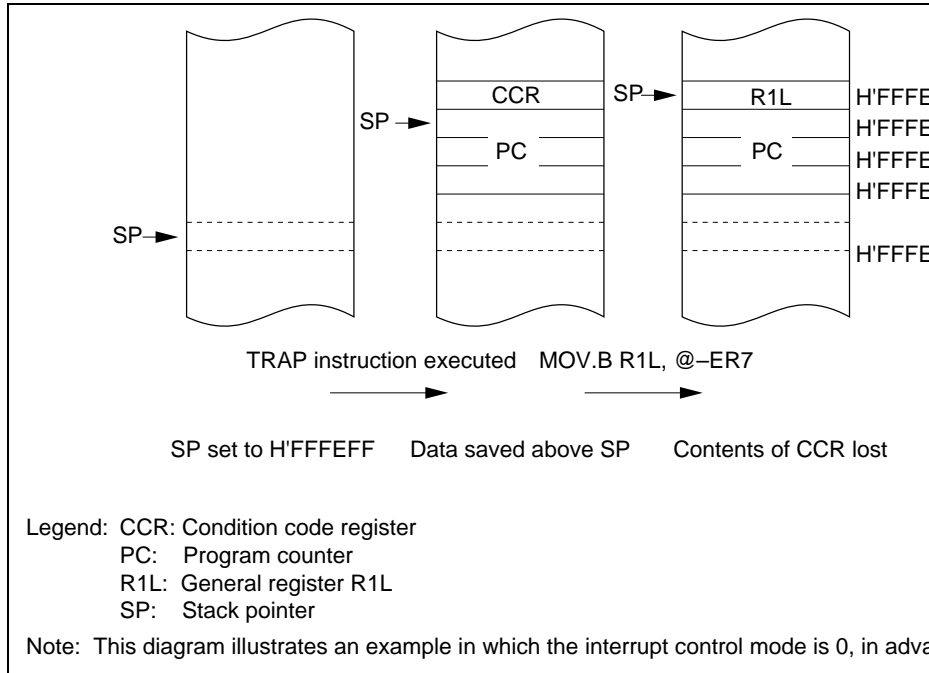 CCR SP R1L H'FFFE
SP H'FFFE
PC PC H'FFFE
H'FFFE
SP H'FFFE
TRAP instruction executed MOV.B R1L, @–ER7
SP set to H'FFFEFF Data saved above SP Contents of CCR lost
Legend: CCR: Condition code register
PC: Program counter
R1L: General register R1L
SP: Stack pointer
Note: This diagram illustrates an example in which the interrupt control mode is 0, in adva